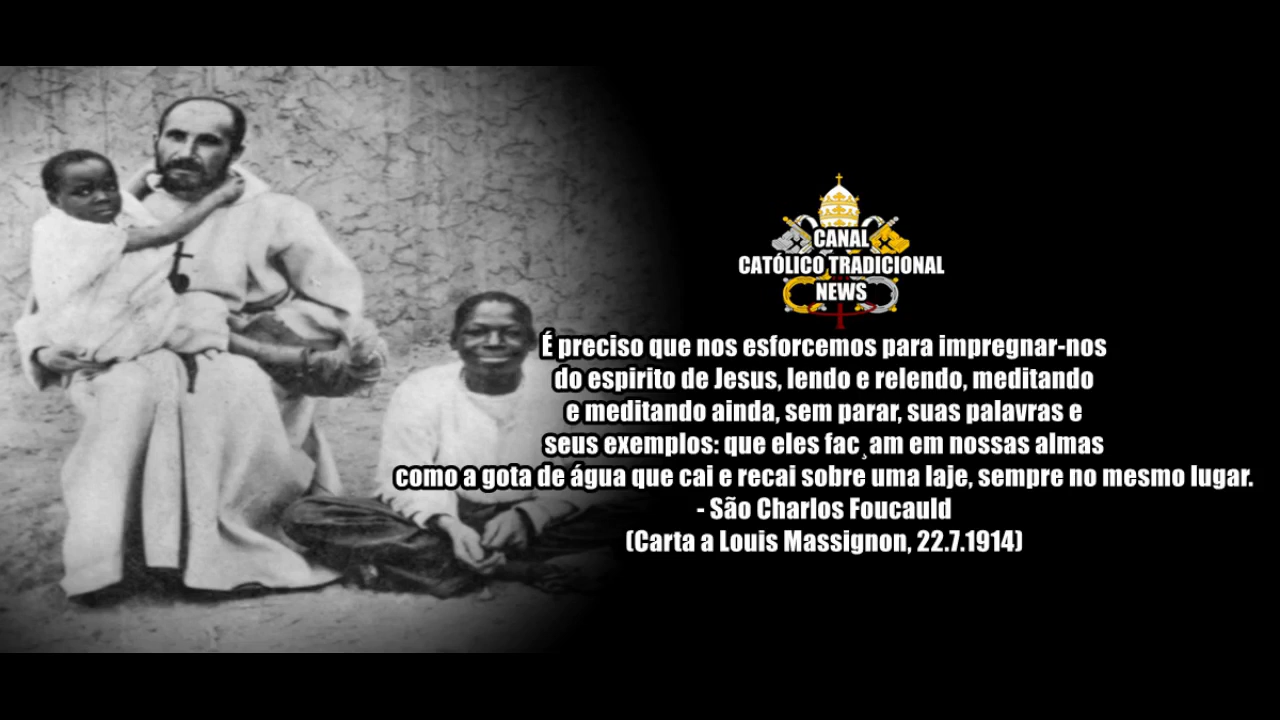 CANAL
CATÓLICO TRADICIONAL
NEWS
É preciso que nos esforcemos para impregnar-nos
do espirito de Jesus, lendo e relendo, meditando
e meditando ainda, sem parar, suas palavras e
seus exemplos: que eles fac¸am em nossas almas
como a gota de água que cai e recai sobre uma laje, sempre no mesmo lugar.
- São Charlos Foucauld
(Carta a Louis Massignon, 22.7.1914)